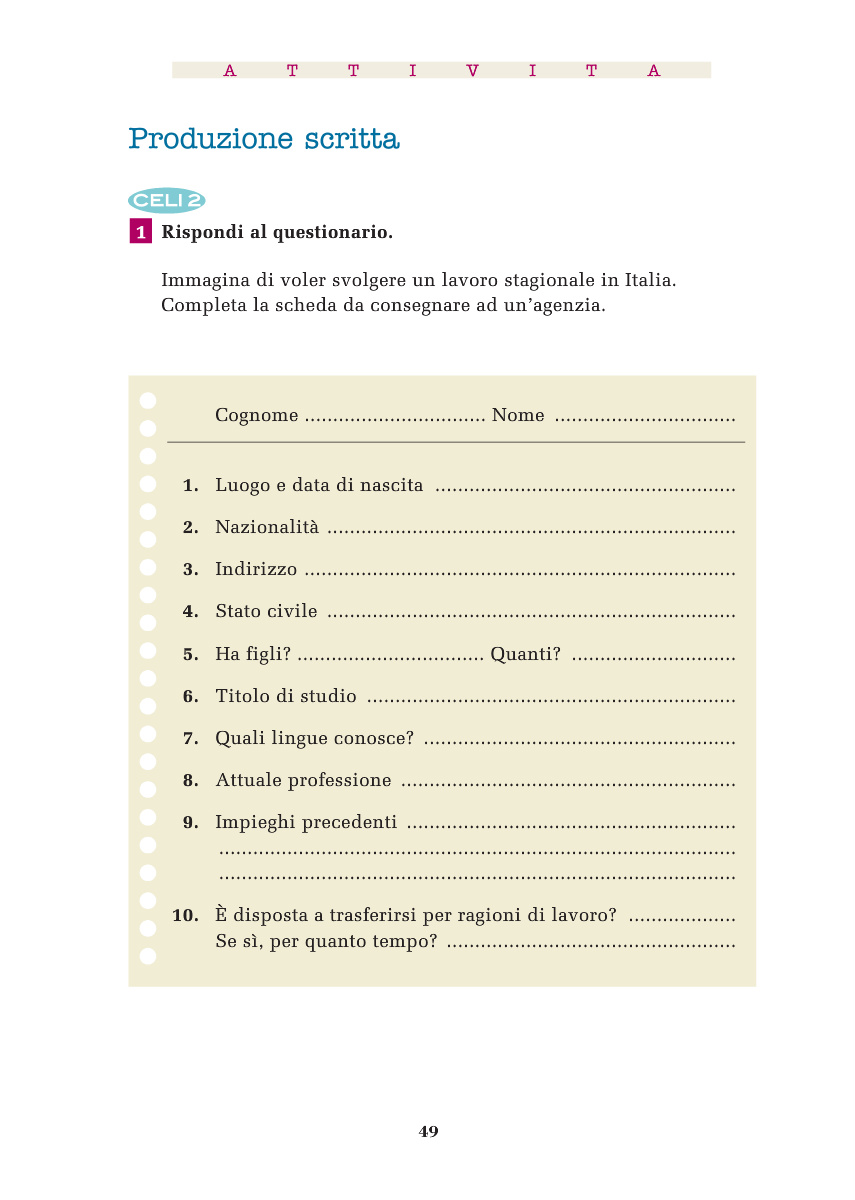 A T T I V I T A
Produzione scritta
CELI 2
1 Rispondi al questionario.
Immagina di voler svolgere un lavoro stagionale in Italia.
Completa la scheda da consegnare ad un’agenzia.
Cognome ................................ Nome ................................
1. Luogo e data di nascita .....................................................
2. Nazionalità ........................................................................
3. Indirizzo ............................................................................
4. Stato civile ........................................................................
5. Ha figli? ................................. Quanti? .............................
6. Titolo di studio .................................................................
7. Quali lingue conosce? .......................................................
8. Attuale professione ...........................................................
9. Impieghi precedenti ..........................................................
...........................................................................................
...........................................................................................
10. È disposta a trasferirsi per ragioni di lavoro? ...................
Se sì, per quanto tempo? ...................................................
49